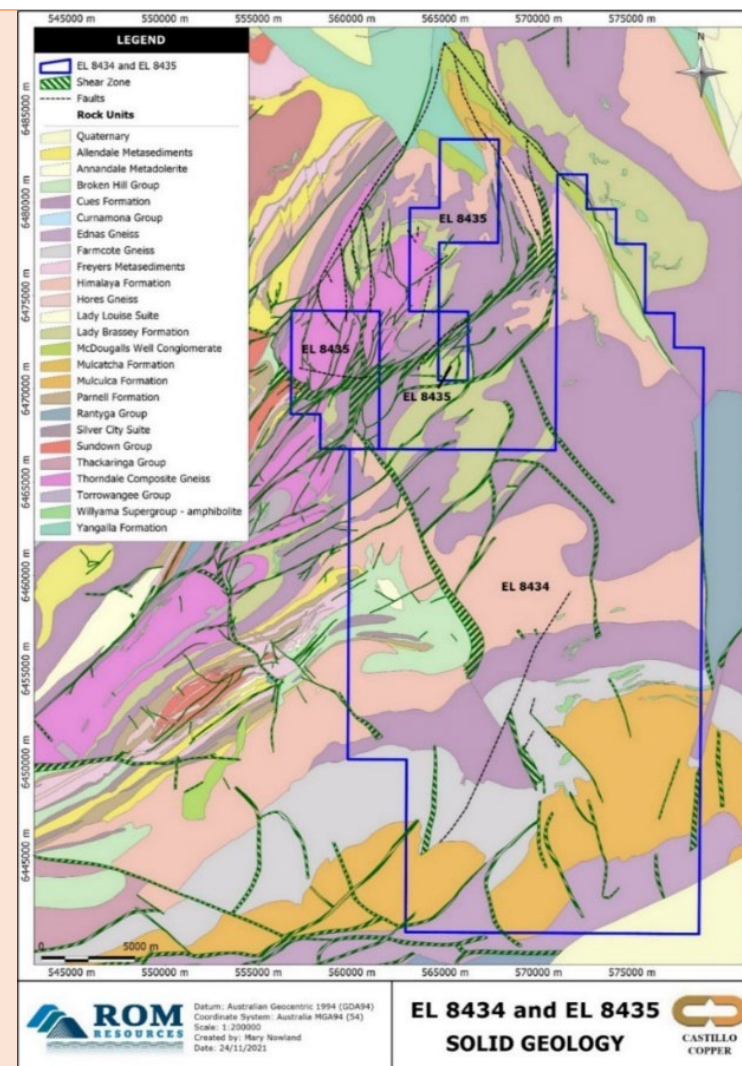 545000 m 550000 m 555000 m 560000 m 565000 m 570000 m 575000 m
LEGEND
EL 8434 and EL 8435
Shear Zone
Faults
Rock Units
Quaternary
Allendale Metasediments
Annandale Metadolerite
Broken Hill Group
Cues Formation
Curnamona Group
Ednas Gneiss
Farmcote Gneiss
Freyers Metasediments
Himalaya Formation
Hores Gneiss
Lady Louise Suite
Lady Brassey Formation
McDougalls Well Conglomerate
Mulcatcha Formation
Mulculca Formation
Parnell Formation
Rantyga Group
Silver City Suite
Sundown Group
Thackaringa Group
Thorndale Composite Gneiss
Torrowangee Group
Willyama Supergroup - amphibolite
Yangalla Formation
N
6485000 m
6480000 m
6475000 m
6470000 m
6465000 m
6460000 m
6455000 m
6450000 m
6445000 m
EL 8435
EL 8435
EL 8435
EL 8434
0 5000 m
545000 m 550000 m 555000 m 560000 m 565000 m 570000 m 575000 m
ROM
RESOURCES
Datum: Australian Geocentric 1994 (GDA94)
Coordinate System: Australia MGA94 (54)
Scale: 1:200000
Created by: Mary Nowland
Date: 24/11/2021
EL 8434 and EL 8435
SOLID GEOLOGY
CASTILLO
COPPER